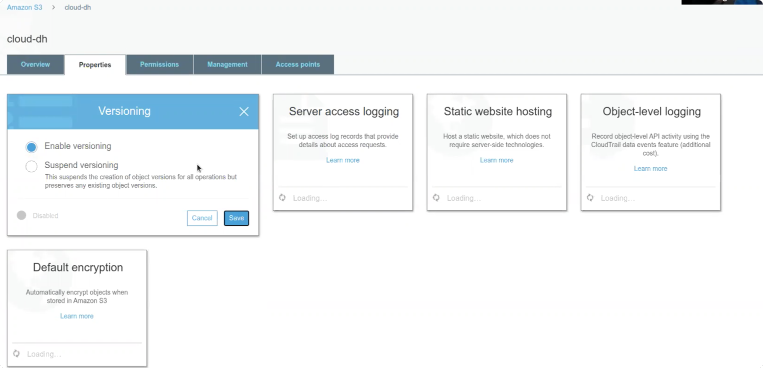 Amazon S3 > cloud-dh
cloud-dh
Overview Properties Permissions Management Access points
Versioning
Enable versioning
Suspend versioning
This suspends the creation of object versions for all operations but
preserves any existing object versions.
Disabled
Cancel Save
Server access logging
Set up access log records that provide
details about access requests.
Learn more
Loading...
Static website hosting
Host a static website, which does not
require server-side technologies.
Learn more
Loading...
Object-level logging
Record object-level API activity using the
CloudTrail data events feature (additional
cost).
Learn more
Loading...
Default encryption
Automatically encrypt objects when
stored in Amazon S3
Learn more
Loading...